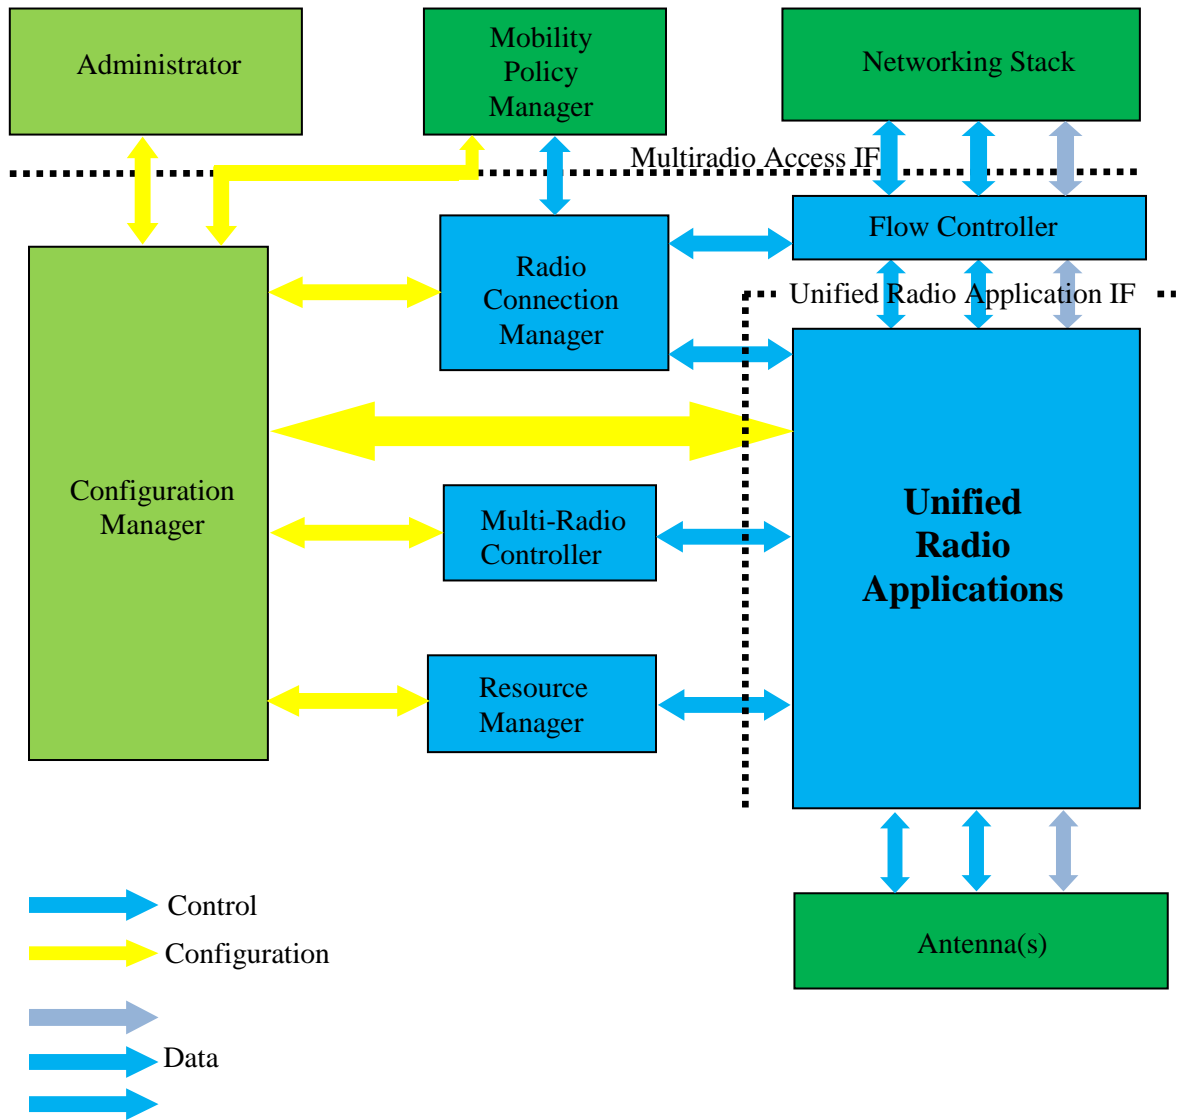 Administrator
Mobility
Policy
Manager
Networking Stack
Multiradio Access IF
Flow Controller
Radio
Connection
Manager
Unified Radio Application IF
Configuration
Manager
Multi-Radio
Controller
Unified
Radio
Applications
Resource
Manager
Control
Configuration
Antenna(s)
Data